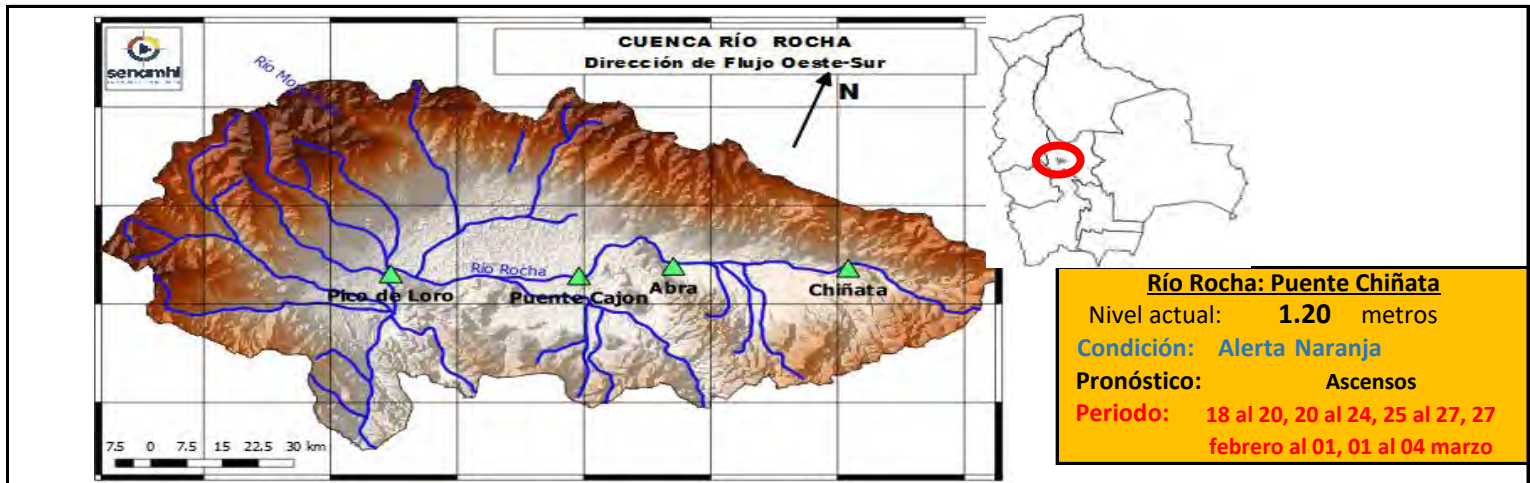 senamhi
CUENCA RÍO ROCHA
Dirección de Flujo Oeste-Sur
N
Río Rocha
Pico de Loro
Puente Cajon
Abra
Chiñata
7.5 0 7.5 15 22.5 30 km
Río Rocha: Puente Chiñata
Nivel actual: 1.20 metros
Condición: Alerta Naranja
Pronóstico: Ascensos
Periodo: 18 al 20, 20 al 24, 25 al 27, 27
febrero al 01, 01 al 04 marzo